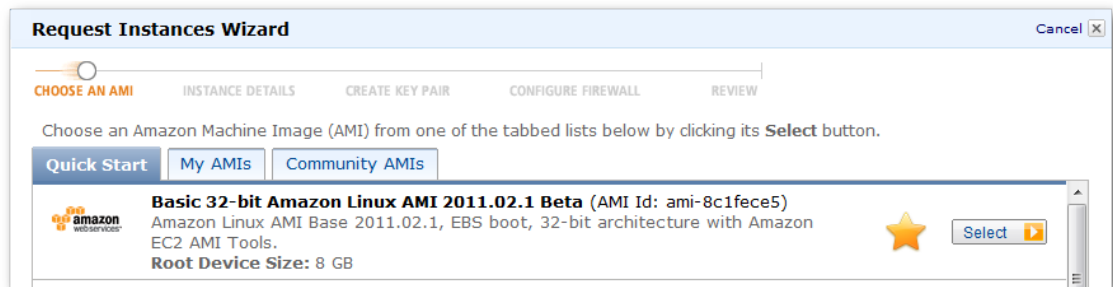 Request Instances Wizard
Cancel
CHOOSE AN AMI INSTANCE DETAILS CREATE KEY PAIR CONFIGURE FIREWALL REVIEW
Choose an Amazon Machine Image (AMI) from one of the tabbed lists below by clicking its Select button.
Quick Start My AMIs Community AMIs
Basic 32-bit Amazon Linux AMI 2011.02.1 Beta (AMI Id: ami-8c1fece5)
amazon
webservices™
Amazon Linux AMI Base 2011.02.1, EBS boot, 32-bit architecture with Amazon
EC2 AMI Tools.
Root Device Size: 8 GB
Select